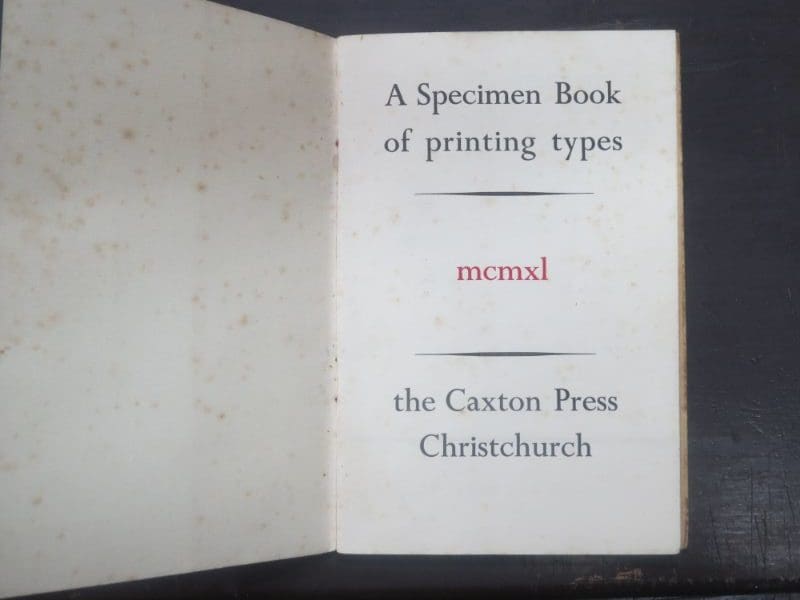 A Specimen Book
of printing types
mcmxl
the Caxton Press
Christchurch